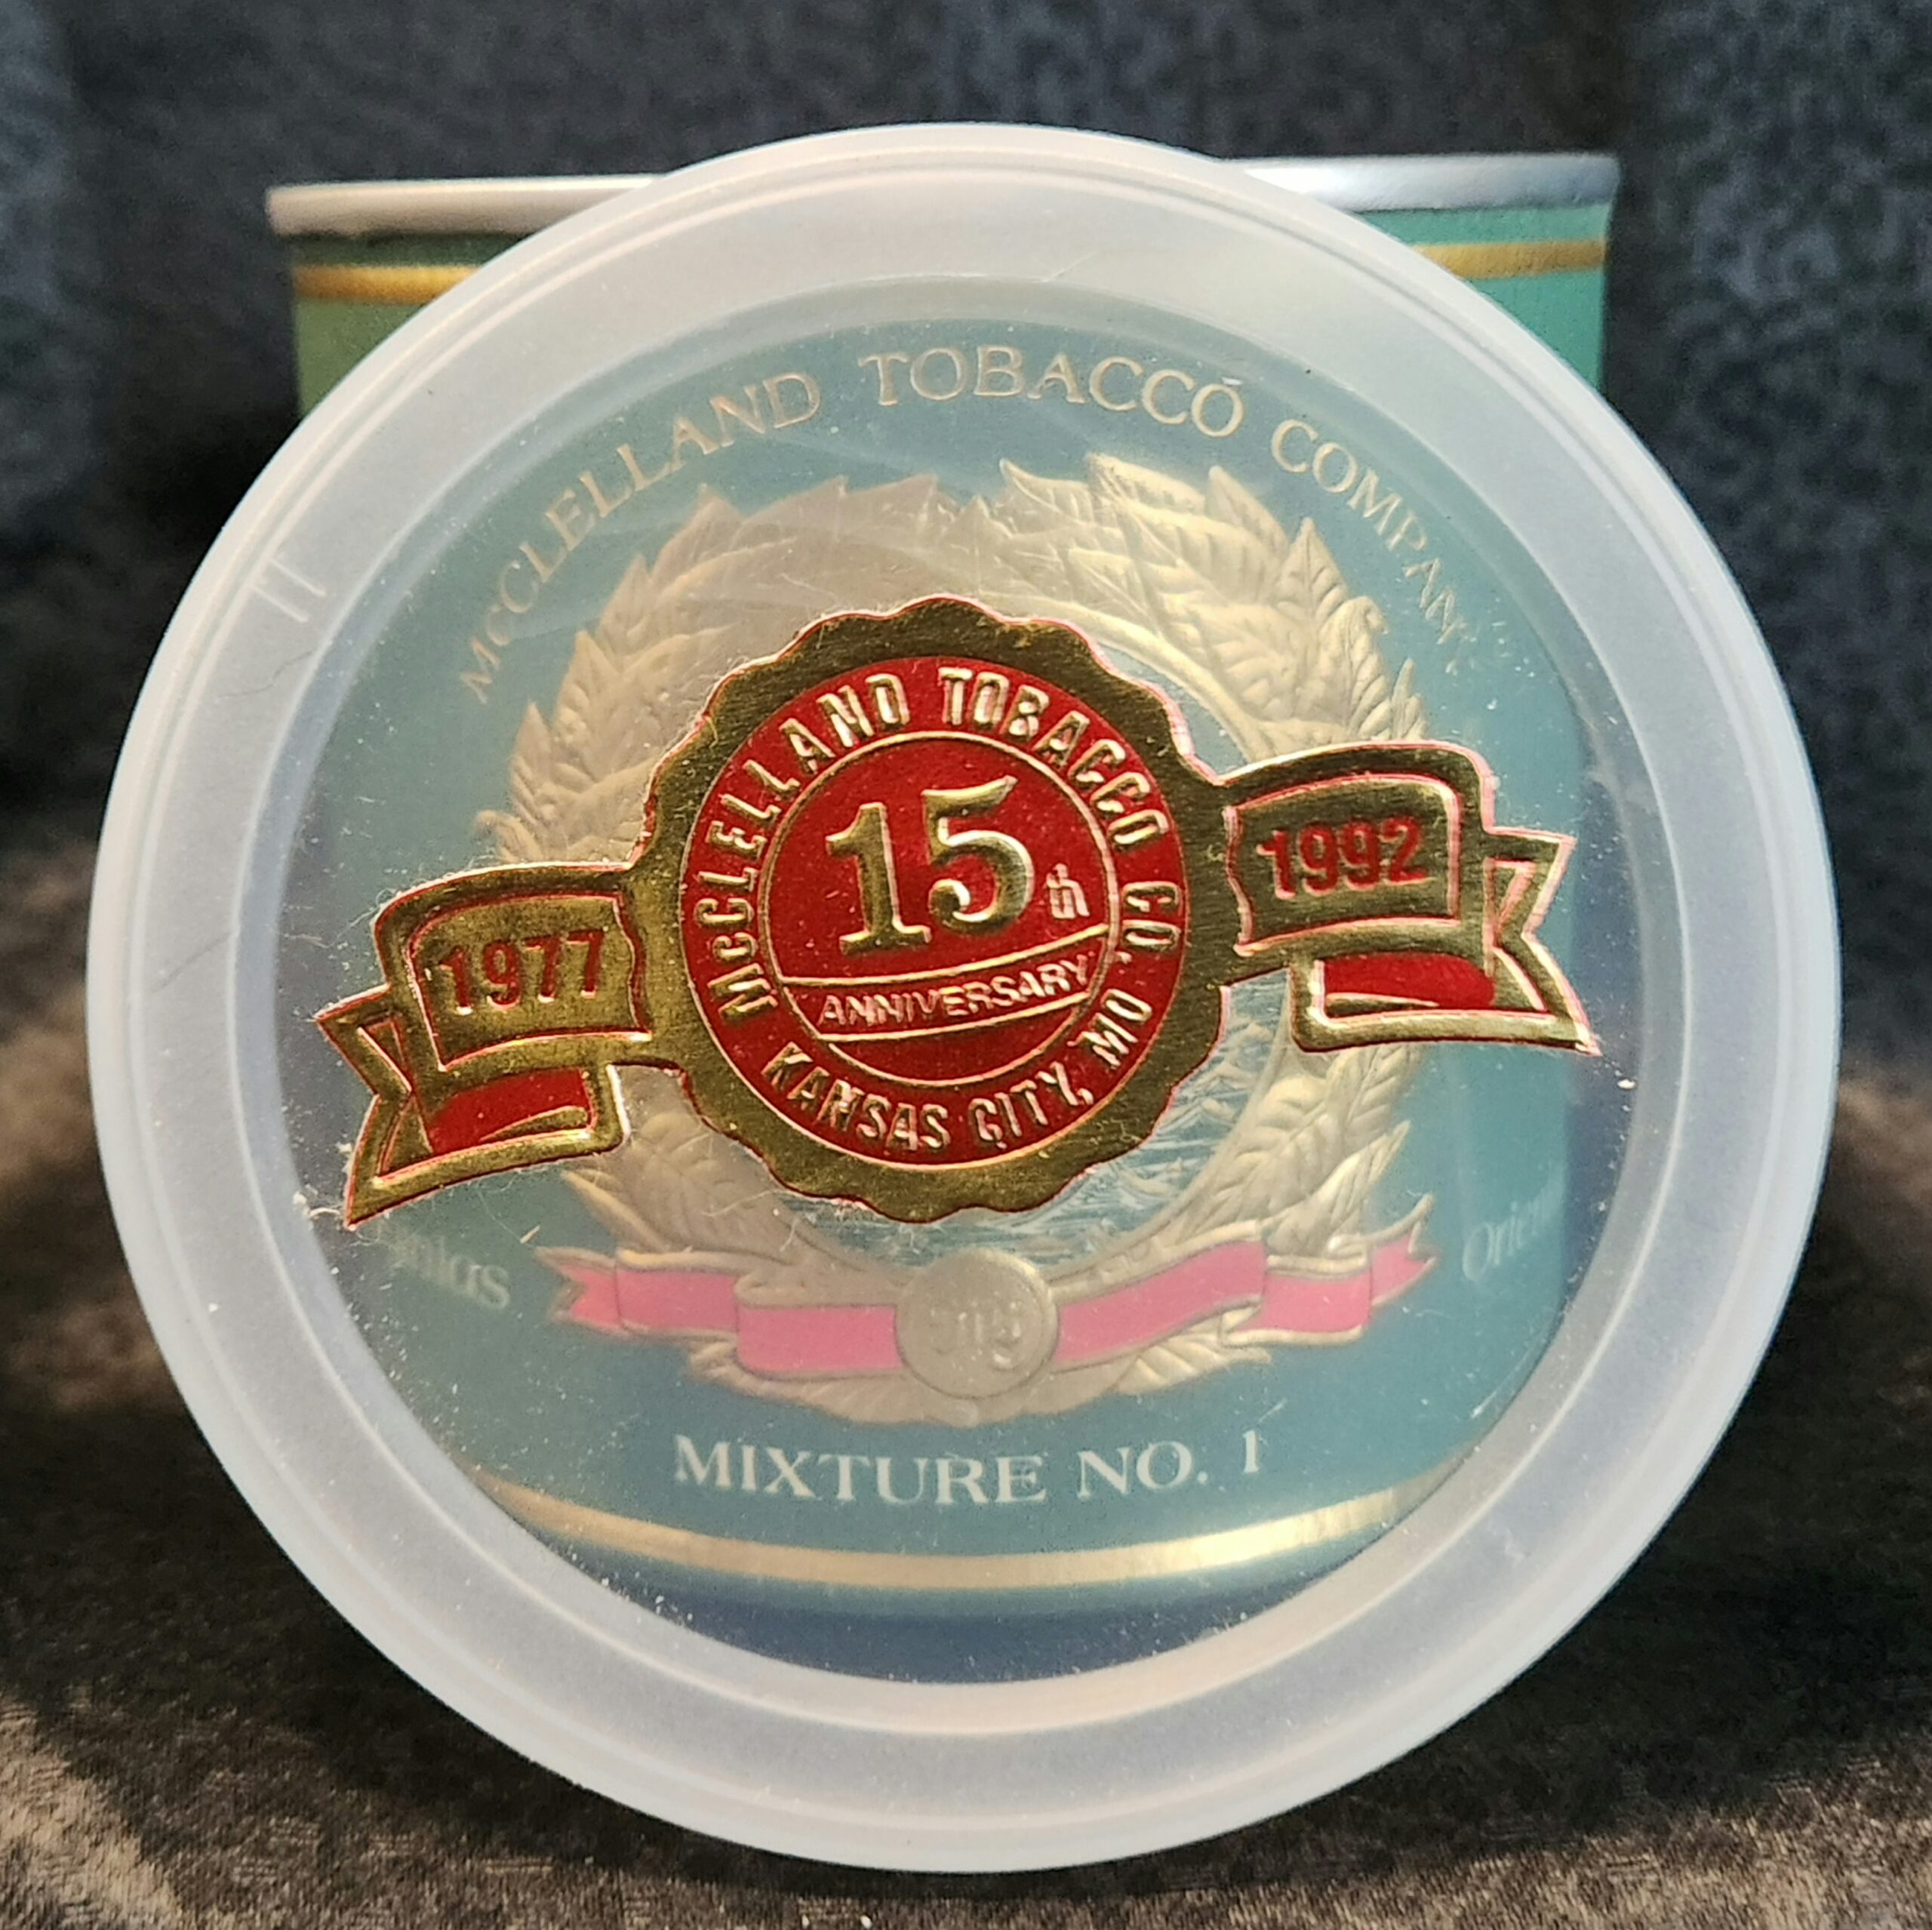 McCLELLAND TOBACCO COMPANY
McCLELLAND TOBACCO CO.
15th
ANNIVERSARY
KANSAS CITY, MO
1977
1992
MIXTURE NO. 1